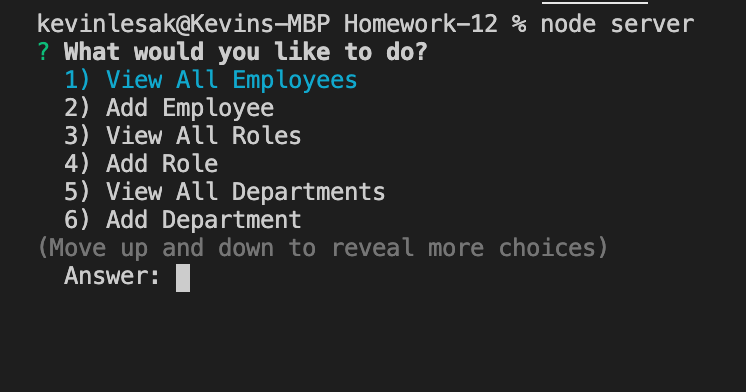 kevinlesak@Kevins-MBP Homework-12 % node server
? What would you like to do?
1) View All Employees
2) Add Employee
3) View All Roles
4) Add Role
5) View All Departments
6) Add Department
(Move up and down to reveal more choices)
Answer: